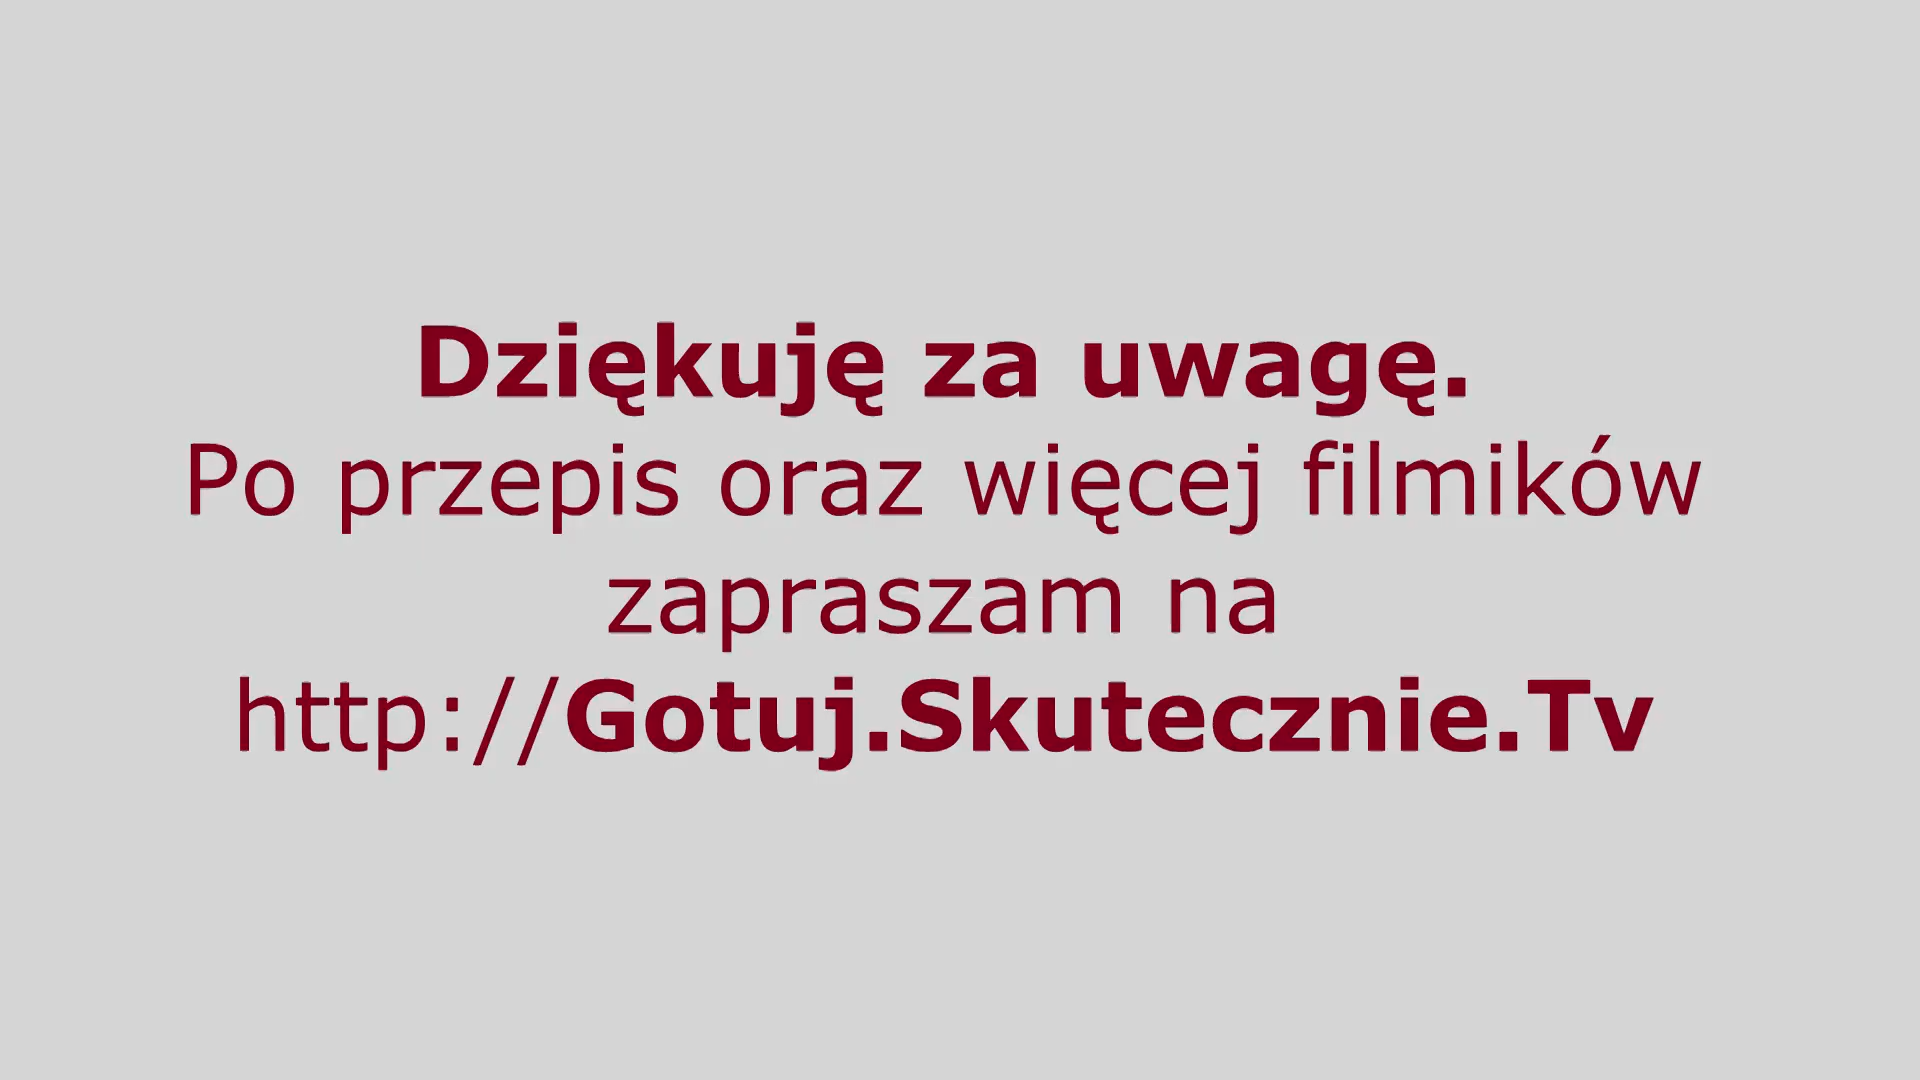 Dziękuję za uwagę.
Po przepis oraz więcej filmików
zapraszam na
http://Gotuj.Skutecznie.Tv